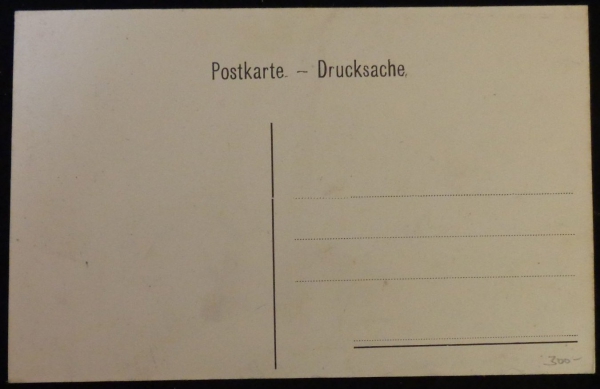 Postkarte. – Drucksache.
300-